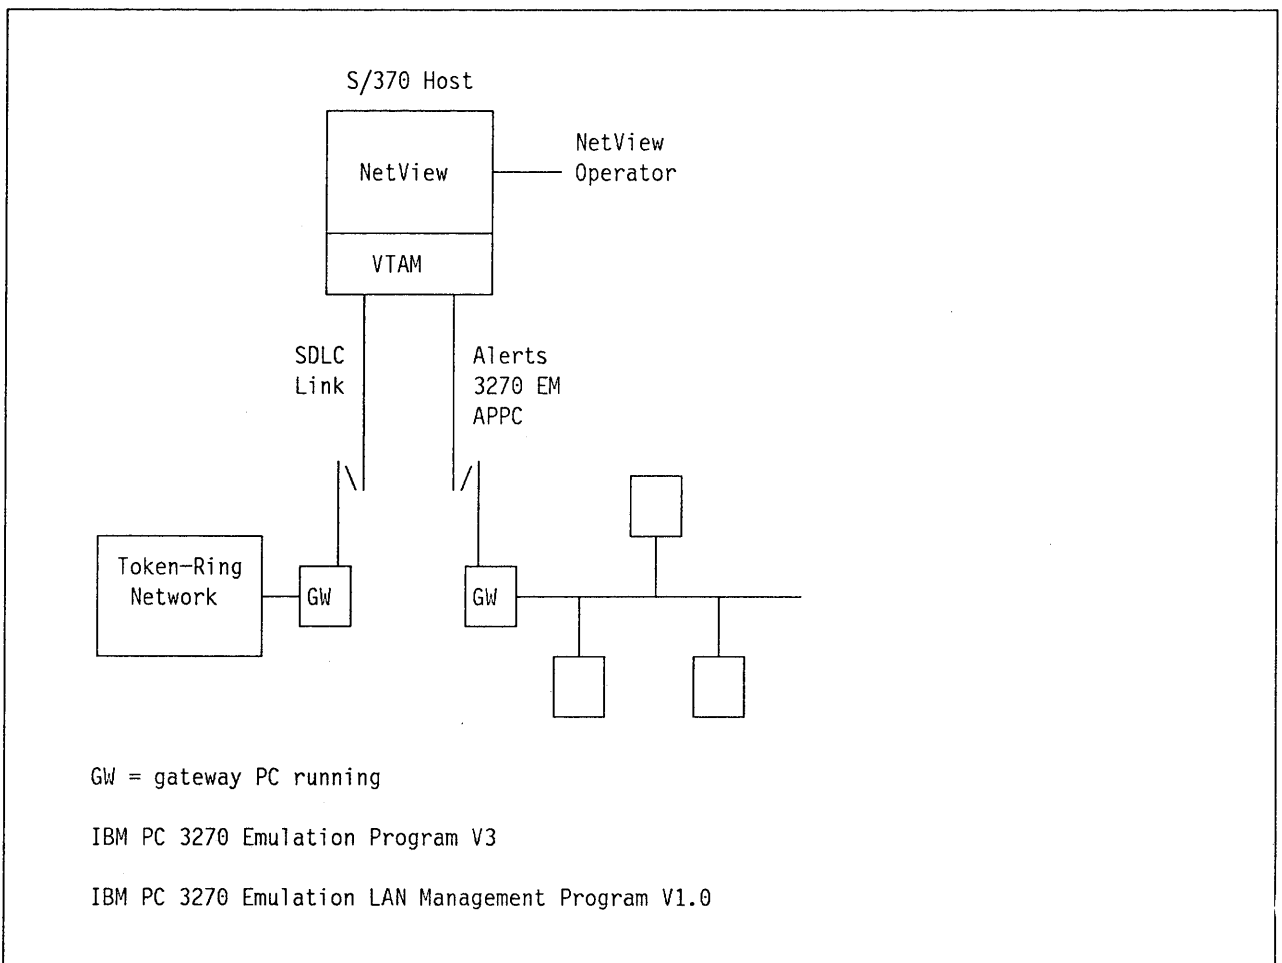 S/370 Host
NetView
NetView
Operator
VTAM
SDLC
Link
Alerts
3270 EM
APPC
Token-Ring
Network
GW
GW
GW = gateway PC running
IBM PC 3270 Emulation Program V3
IBM PC 3270 Emulation LAN Management Program V1.0